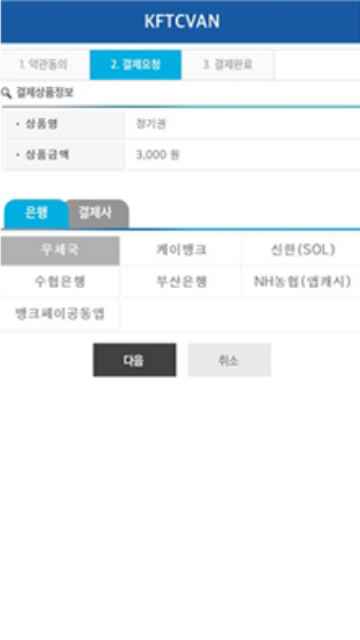 KFTCVAN
1. 약관동의 2. 결제요청 3. 결제완료
결제상품정보
• 상품명 정기권
• 상품금액 3,000 원
은행 결제사
우체국 케이뱅크 신한(SOL)
수협은행 부산은행 NH농협(앱캐시)
뱅크페이공동앱
다음 취소